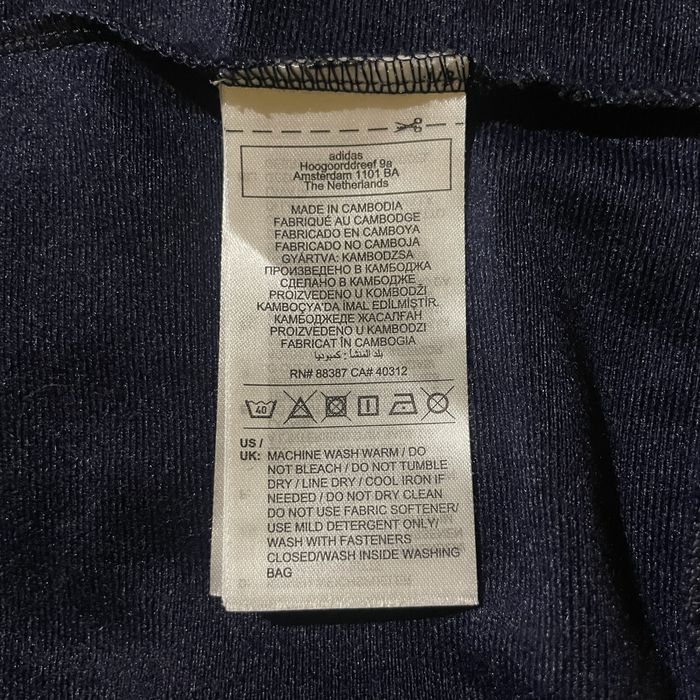 adidas
Hoogoorddreef 9a
Amsterdam 1101 BA
The Netherlands
MADE IN CAMBODIA
FABRIQUÉ AU CAMBODGE
FABRICADO EN CAMBOYA
FABRICADO NO CAMBOJA
GYÁRTVA: KAMBODZSA
ПРОИЗВЕДЕНО В КАМБОДЖА
СДЕЛАНО В КАМБОДЖЕ
PROIZVEDENO U KOMBODŽI
KAMBOÇYA'DA İMAL EDİLMİŞTİR.
КАМБОДЖЕДЕ ЖАСАЛҒАН
PROIZVEDENO U KAMBODZI
FABRICAT ÎN CAMBOGIA
بلد المنشأ: كمبوديا
RN# 88387 CA# 40312
40
US /
UK: MACHINE WASH WARM / DO
NOT BLEACH / DO NOT TUMBLE
DRY / LINE DRY / COOL IRON IF
NEEDED / DO NOT DRY CLEAN
DO NOT USE FABRIC SOFTENER/
USE MILD DETERGENT ONLY/
WASH WITH FASTENERS
CLOSED/WASH INSIDE WASHING
BAG